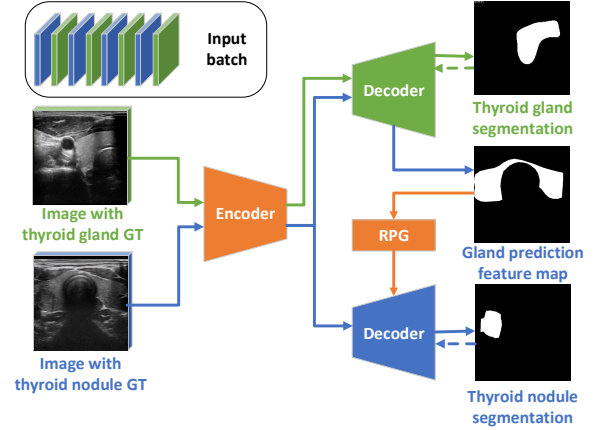 Input
batch
Decoder
Thyroid gland
segmentation
Image with
thyroid gland GT
Encoder
RPG
Gland prediction
feature map
Decoder
Image with
thyroid nodule GT
Thyroid nodule
segmentation